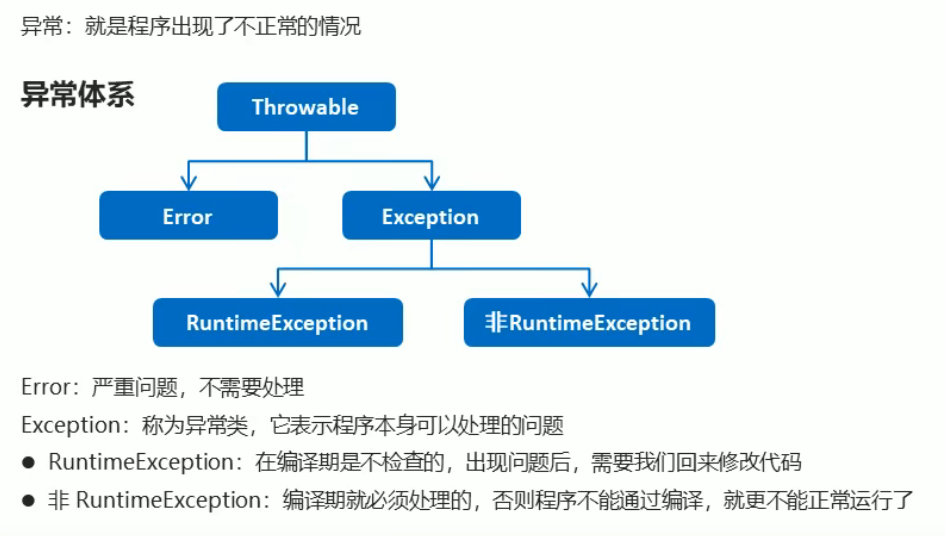 异常：就是程序出现了不正常的情况
异常体系
Throwable
Error
Exception
RuntimeException
非RuntimeException
Error：严重问题，不需要处理
Exception：称为异常类，它表示程序本身可以处理的问题
● RuntimeException：在编译期是不检查的，出现问题后，需要我们回来修改代码
● 非 RuntimeException：编译期就必须处理的，否则程序不能通过编译，就更不能正常运行了